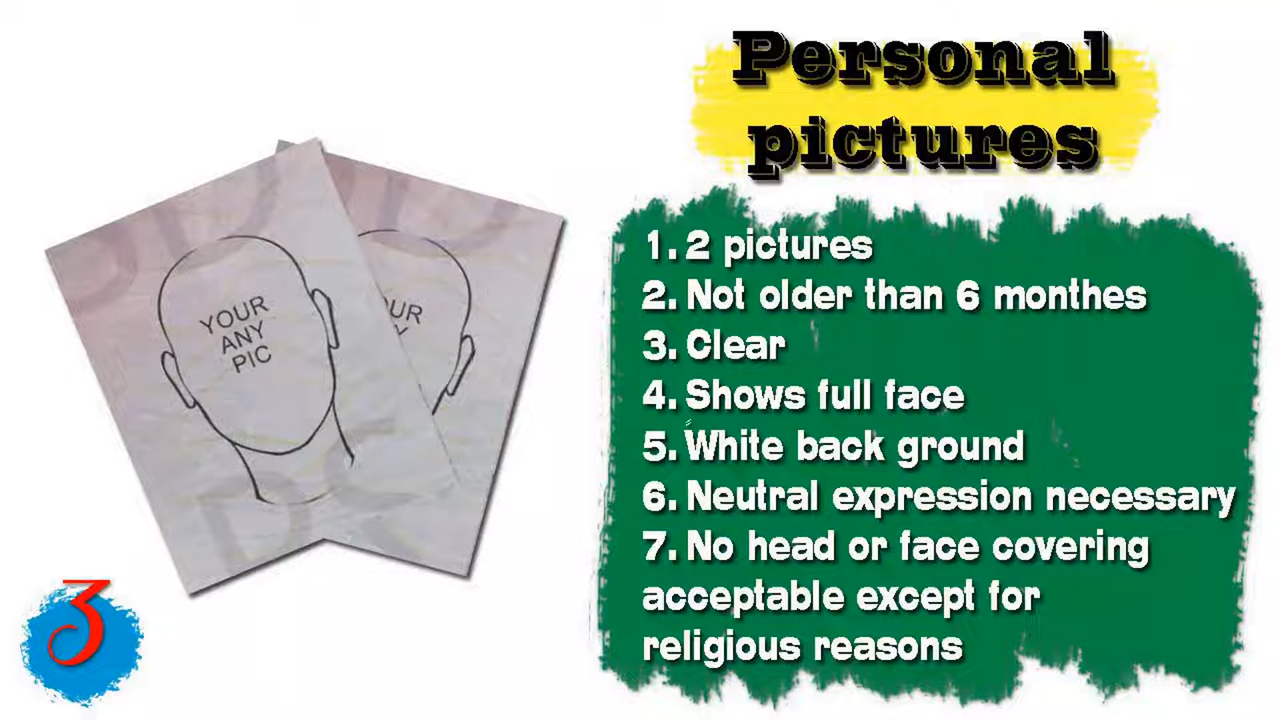 Personal
pictures
1. 2 pictures
2. Not older than 6 monthes
3. Clear
4. Shows full face
5. White back ground
6. Neutral expression necessary
7. No head or face covering
acceptable except for
religious reasons
YOUR
ANY
PIC
OUR
Y
3